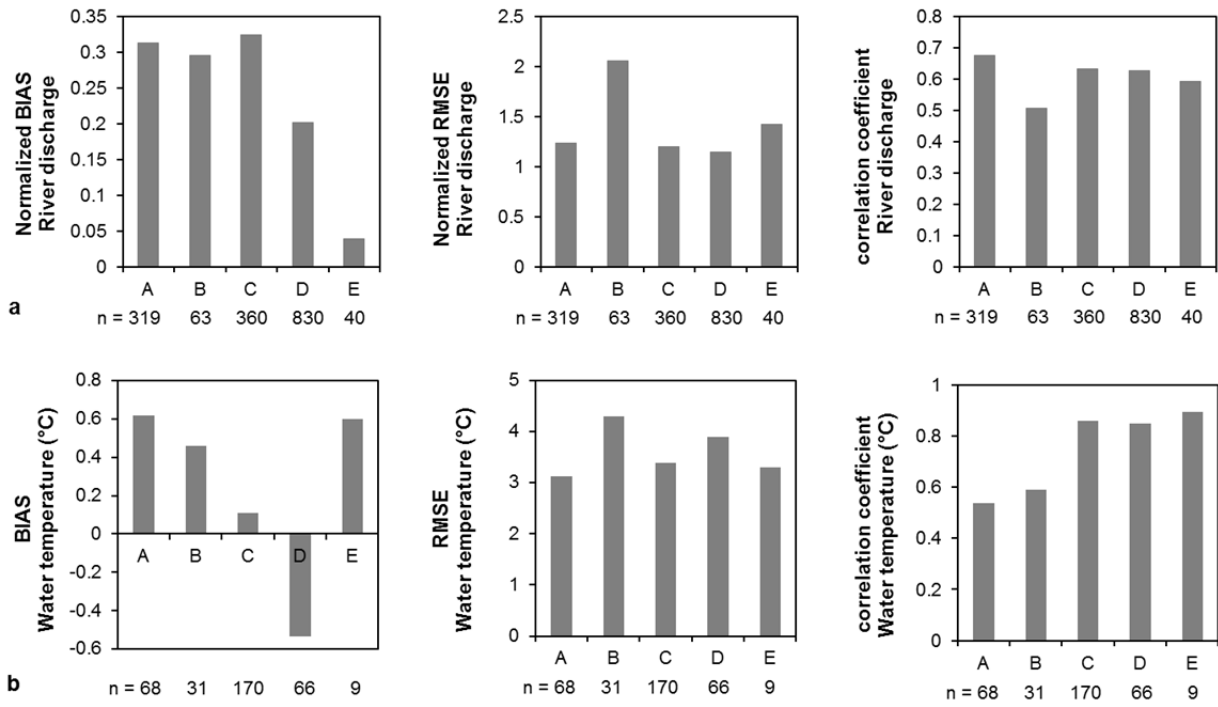 Normalized BIAS
River discharge
0.35
0.3
0.25
0.2
0.15
0.1
0.05
0
A B C D E
n = 319 63 360 830 40
Normalized RMSE
River discharge
2.5
2
1.5
1
0.5
0
A B C D E
n = 319 63 360 830 40
correlation coefficient
River discharge
0.8
0.7
0.6
0.5
0.4
0.3
0.2
0.1
0
A B C D E
n = 319 63 360 830 40
a
BIAS
Water temperature (°C)
0.8
0.6
0.4
0.2
0
-0.2
-0.4
-0.6
A B C D E
n = 68 31 170 66 9
RMSE
Water temperature (°C)
5
4
3
2
1
0
A B C D E
n = 68 31 170 66 9
correlation coefficient
Water temperature (°C)
1
0.8
0.6
0.4
0.2
0
A B C D E
n = 68 31 170 66 9
b